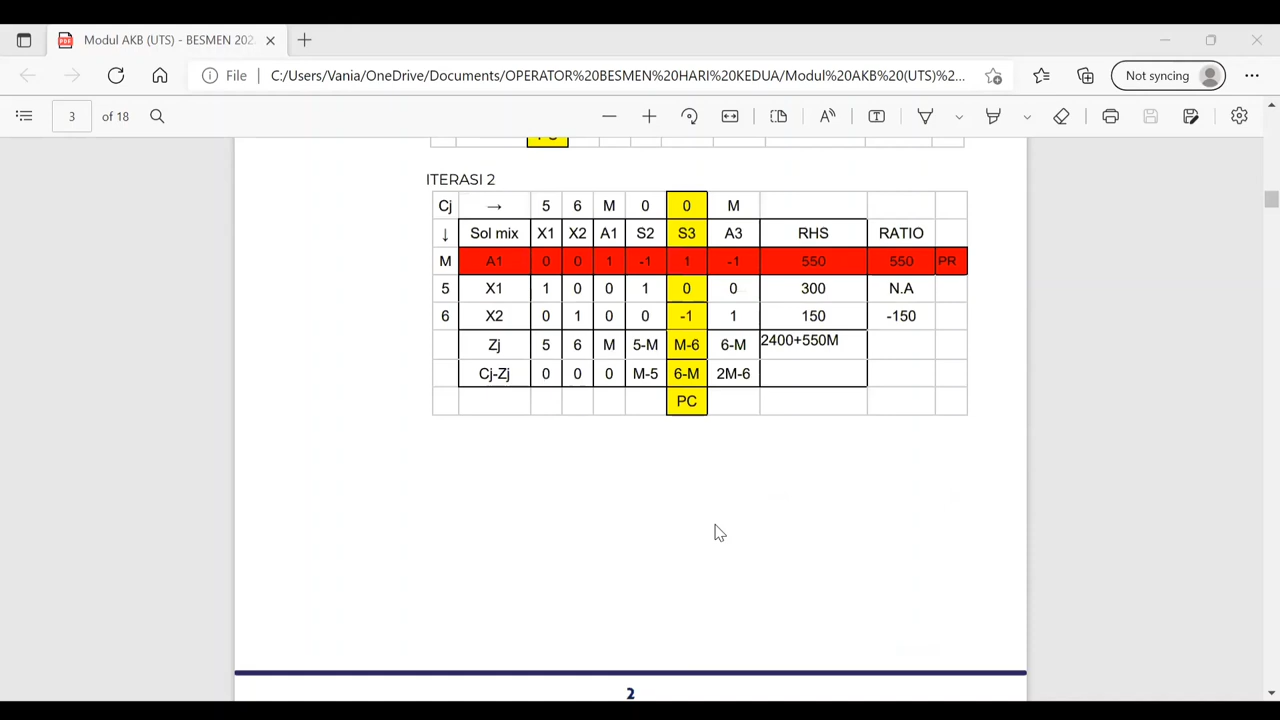 Modul AKB (UTS) - BESMEN 202
File
C:/Users/Vania/OneDrive/Documents/OPERATOR%20BESMEN%20HARI%20KEDUA/Modul%20AKB%20(UTS)%2...
Not syncing
3 of 18
ITERASI 2
Cj → 5 6 M 0 0 M
↓ Sol mix X1 X2 A1 S2 S3 A3 RHS RATIO
M A1 0 0 1 -1 1 -1 550 550 PR
5 X1 1 0 0 1 0 0 300 N.A
6 X2 0 1 0 0 -1 1 150 -150
Zj 5 6 M 5-M M-6 6-M 2400+550M
Cj-Zj 0 0 0 M-5 6-M 2M-6
PC
2